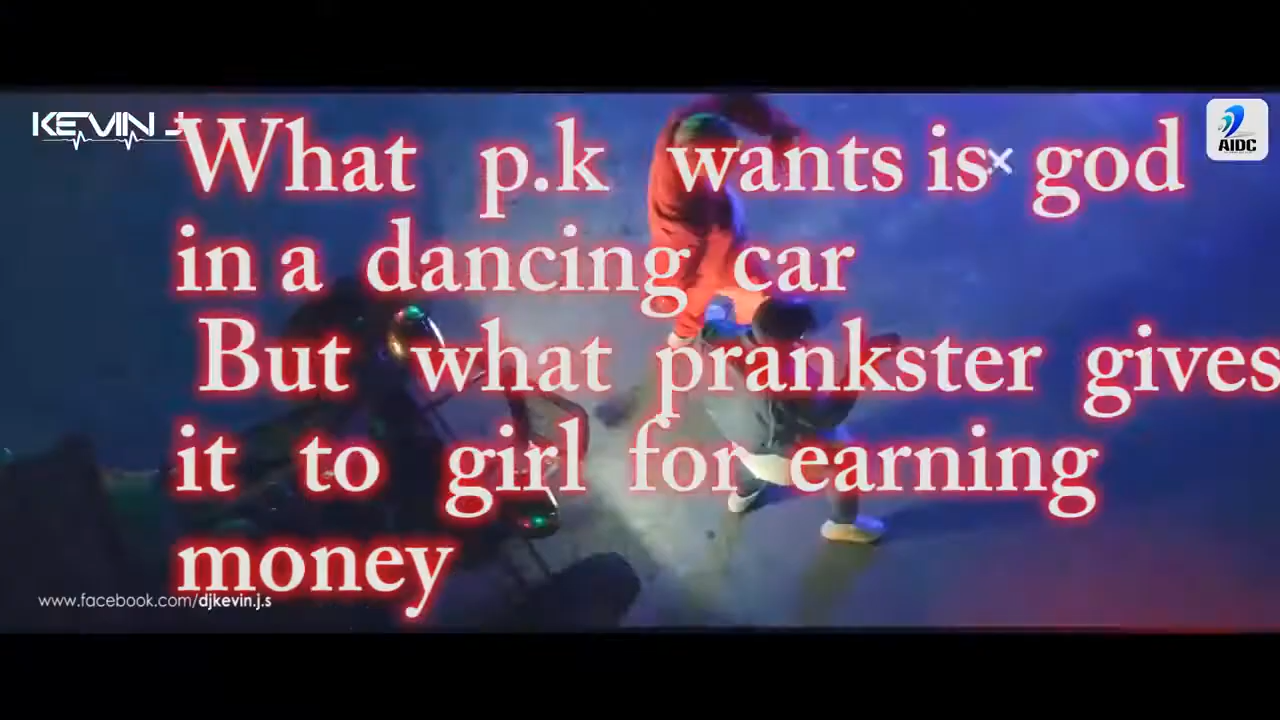 KEVIN J
AIDC
What p.k wants is god
in a dancing car
But what prankster gives
it to girl for earning
money
www.facebook.com/djkevin.j.s